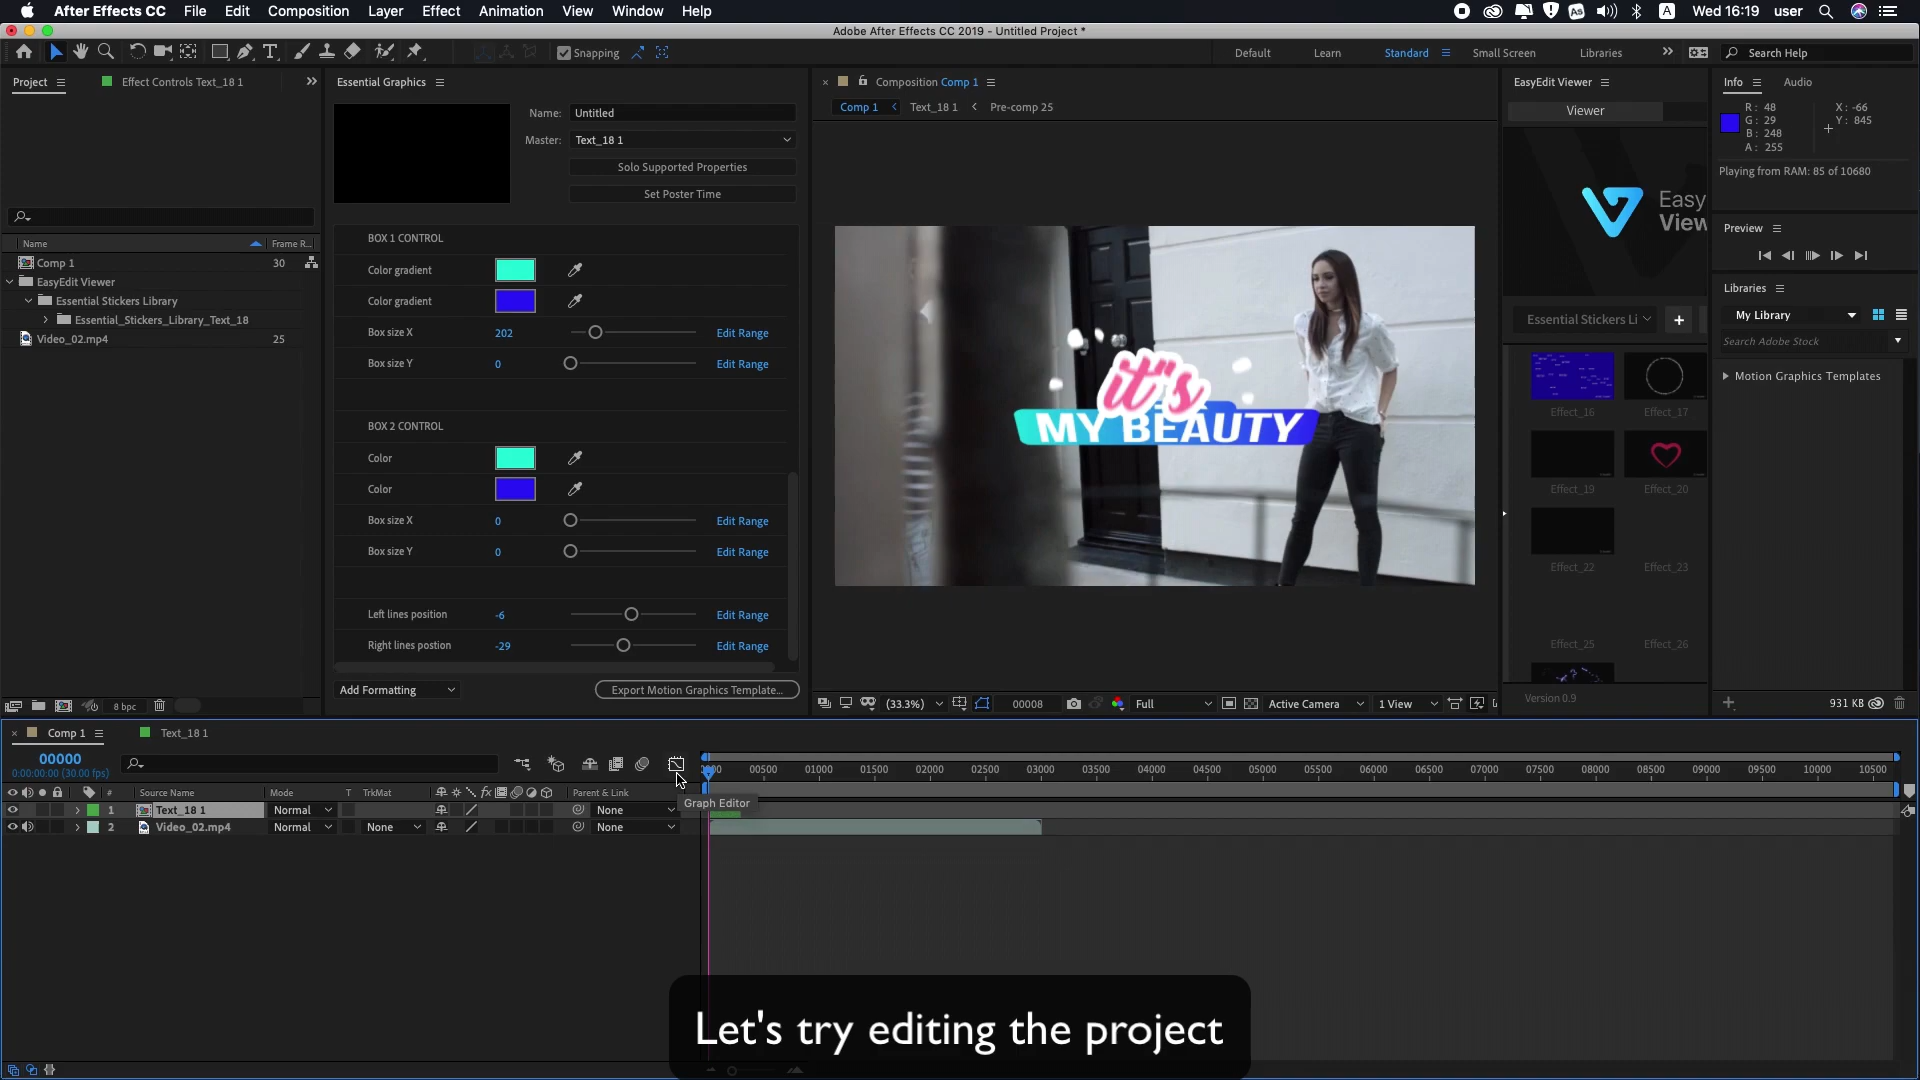 After Effects CC File Edit Composition Layer Effect Animation View Window Help Wed 16:19 user
Adobe After Effects CC 2019 - Untitled Project *
Snapping Default Learn Standard Small Screen Libraries Search Help
Project Effect Controls Text_18 1
Name Frame R...
Comp 1 30
EasyEdit Viewer
Essential Stickers Library
Essential_Stickers_Library_Text_18
Video_02.mp4 25
8 bpc
Essential Graphics
Name: Untitled
Master: Text_18 1
Solo Supported Properties
Set Poster Time
BOX 1 CONTROL
Color gradient
Color gradient
Box size X 202 Edit Range
Box size Y 0 Edit Range
BOX 2 CONTROL
Color
Color
Box size X 0 Edit Range
Box size Y 0 Edit Range
Left lines position -6 Edit Range
Right lines postion -29 Edit Range
Add Formatting Export Motion Graphics Template...
Composition Comp 1
Comp 1 Text_18 1 Pre-comp 25
it"s
MY BEAUTY
(33.3%) 00008 Full Active Camera 1 View
EasyEdit Viewer
Viewer
Easy
View
Essential Stickers Li
Effect_16 Effect_17
Effect_19 Effect_20
Effect_22 Effect_23
Effect_25 Effect_26
Version 0.9
Info Audio
R: 48 X: -66
G: 29 Y: 845
B: 248
A: 255
Playing from RAM: 85 of 10680
Preview
Libraries
My Library
Search Adobe Stock
Motion Graphics Templates
931 KB
Comp 1 Text_18 1
00000
0:00:00:00 (30.00 fps)
00500 01000 01500 02000 02500 03000 03500 04000 04500 05000 05500 06000 06500 07000 07500 08000 08500 09000 09500 10000 10500
# Source Name Mode T TrkMat Parent & Link
Graph Editor
1 Text_18 1 Normal None
2 Video_02.mp4 Normal None None
Let's try editing the project